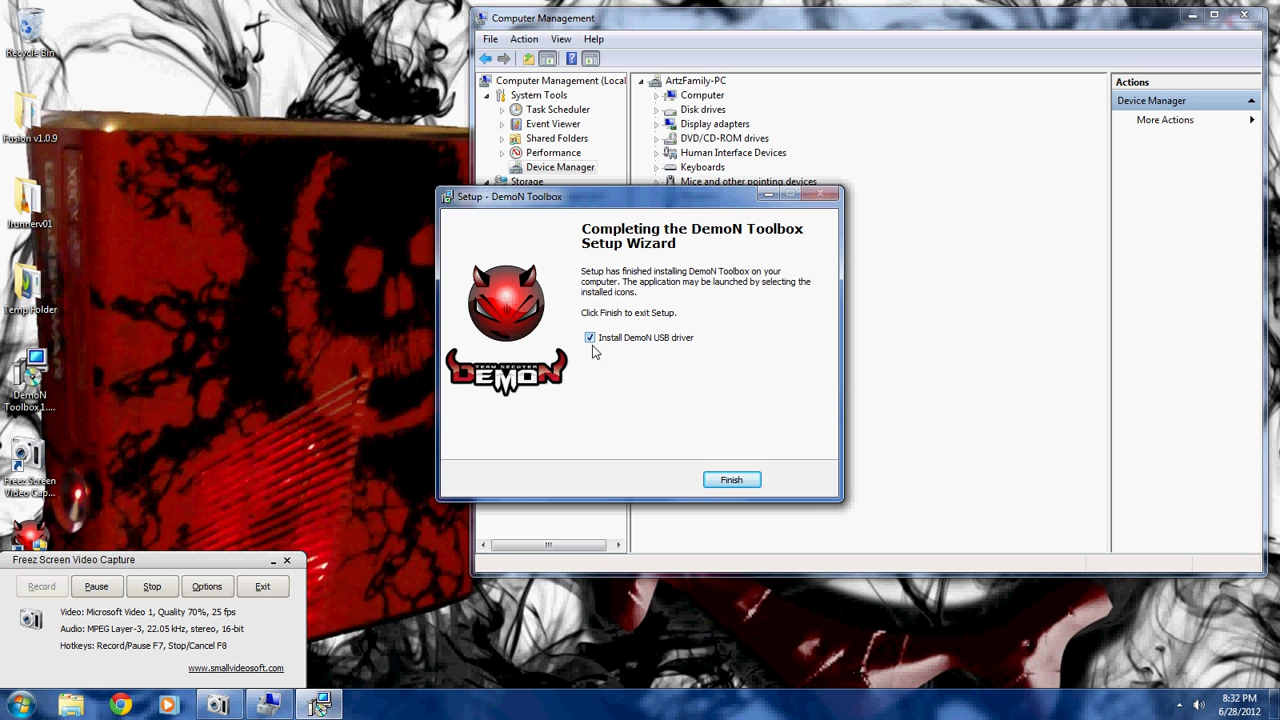 Recycle Bin
Fusion v1.0.9
Jrunnerv01
Temp Folder
DemoN
Toolbox 1....
Freez Screen
Video Cap...
Computer Management
File Action View Help
Computer Management (Local
System Tools
Task Scheduler
Event Viewer
Shared Folders
Performance
Device Manager
Storage
ArtzFamily-PC
Computer
Disk drives
Display adapters
DVD/CD-ROM drives
Human Interface Devices
Keyboards
Mice and other pointing devices
Actions
Device Manager
More Actions
Setup - DemoN Toolbox
Completing the DemoN Toolbox
Setup Wizard
Setup has finished installing DemoN Toolbox on your
computer. The application may be launched by selecting the
installed icons.
Click Finish to exit Setup.
Install DemoN USB driver
TEAM XECUTER
DEMON
Finish
Freez Screen Video Capture
Record Pause Stop Options Exit
Video: Microsoft Video 1, Quality 70%, 25 fps
Audio: MPEG Layer-3, 22.05 kHz, stereo, 16-bit
Hotkeys: Record/Pause F7, Stop/Cancel F8
www.smallvideosoft.com
8:32 PM
6/28/2012